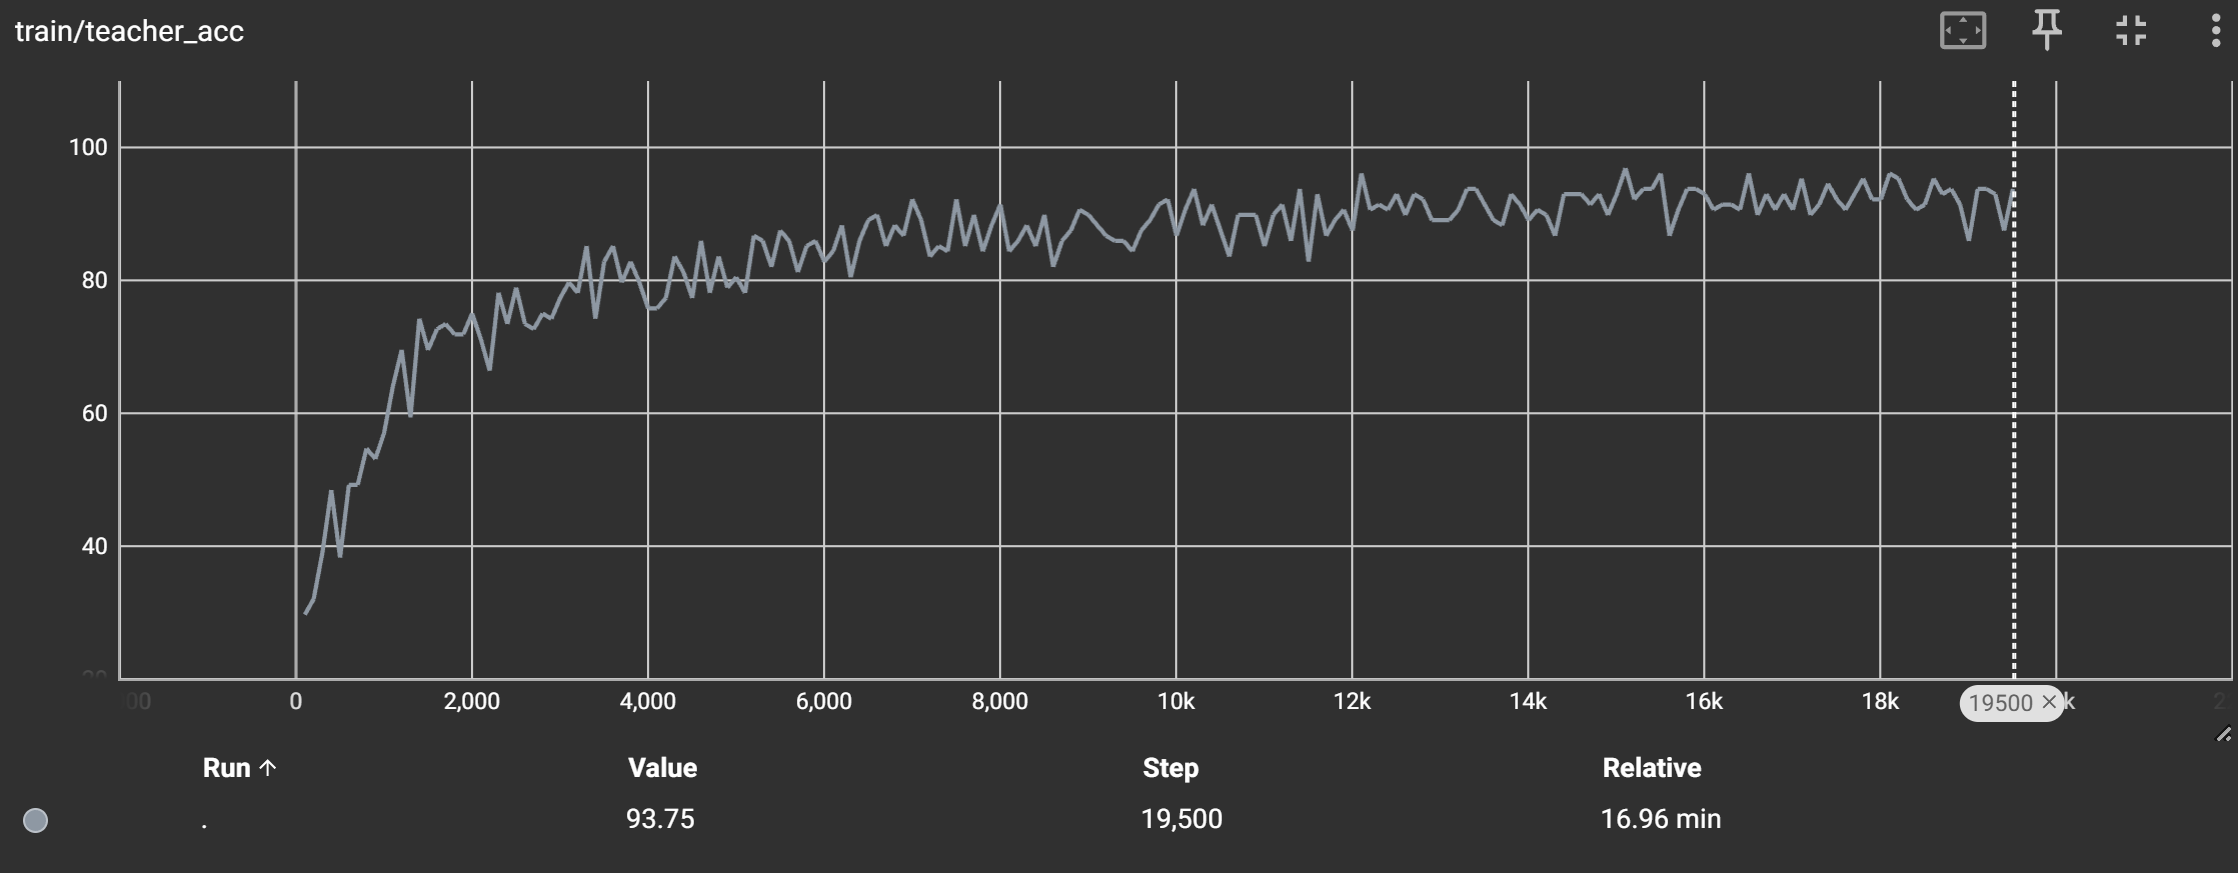 train/teacher_acc
100
80
60
40
0 2,000 4,000 6,000 8,000 10k 12k 14k 16k 18k 19500 × k
Run ↑ Value Step Relative
. 93.75 19,500 16.96 min